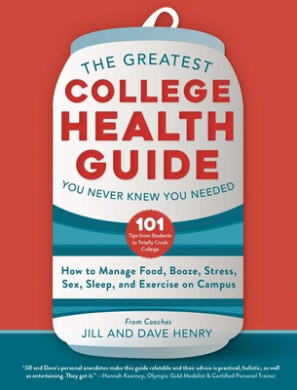 THE GREATEST
COLLEGE
HEALTH
GUIDE
YOU NEVER KNEW YOU NEEDED
101
Tips from Students
to Totally Crush
College
How to Manage Food, Booze, Stress,
Sex, Sleep, and Exercise on Campus
From Coaches
JILL AND DAVE HENRY
"Jill and Dave's personal anecdotes make this guide relatable and their advice is practical, holistic, as well
as entertaining. They get it." —Hannah Kearney, Olympic Gold Medalist & Certified Personal Trainer